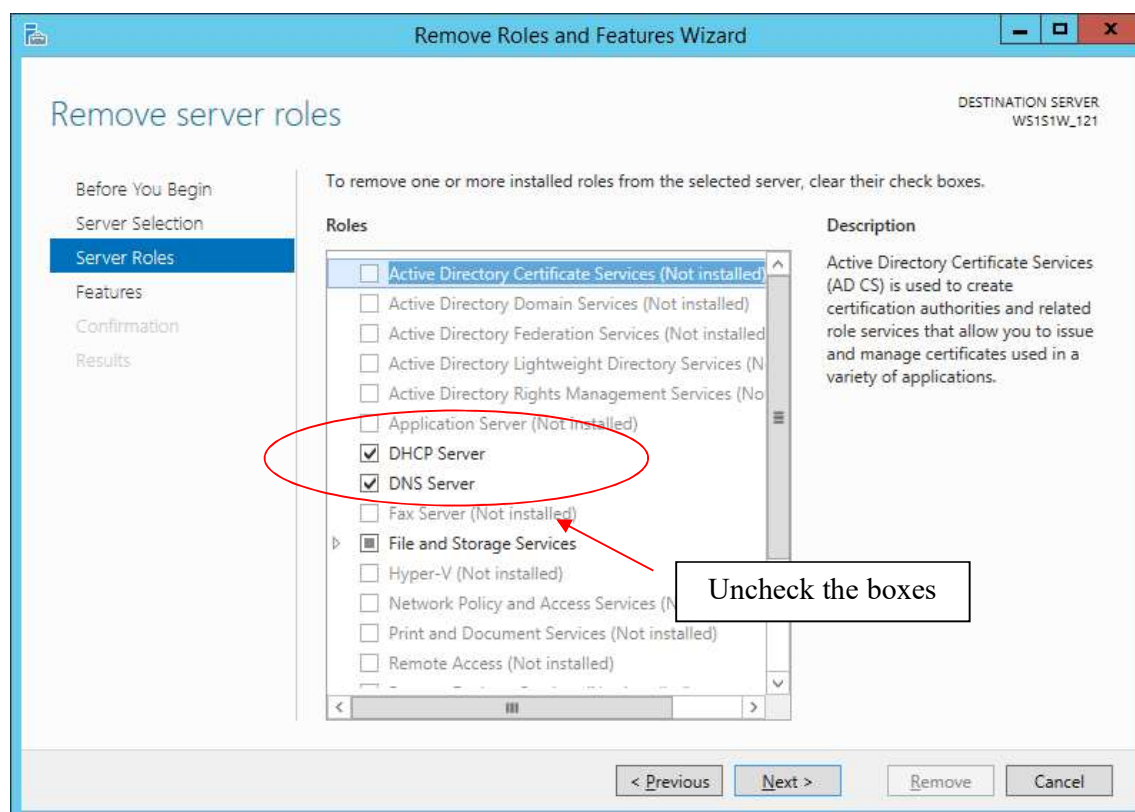 Remove Roles and Features Wizard
Remove server roles
DESTINATION SERVER
WS1S1W_121
Before You Begin
Server Selection
Server Roles
Features
Confirmation
Results
To remove one or more installed roles from the selected server, clear their check boxes.
Roles
Active Directory Certificate Services (Not installed)
Active Directory Domain Services (Not installed)
Active Directory Federation Services (Not installed
Active Directory Lightweight Directory Services (N
Active Directory Rights Management Services (No
Application Server (Not installed)
DHCP Server
DNS Server
Fax Server (Not installed)
File and Storage Services
Hyper-V (Not installed)
Network Policy and Access Services (N
Print and Document Services (Not installed)
Remote Access (Not installed)
Description
Active Directory Certificate Services
(AD CS) is used to create
certification authorities and related
role services that allow you to issue
and manage certificates used in a
variety of applications.
Uncheck the boxes
< Previous
Next >
Remove
Cancel